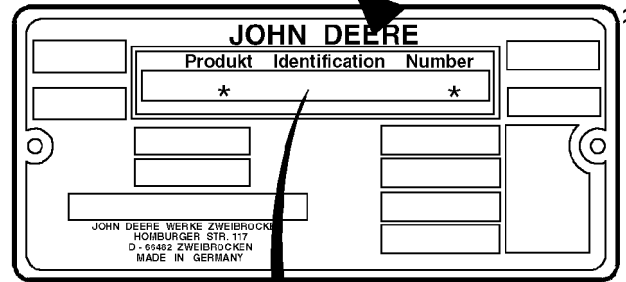 JOHN DEERE
Produkt Identification Number
* *
JOHN DEERE WERKE ZWEIBRÜCKEN
HOMBURGER STR. 117
D - 66482 ZWEIBRÜCKEN
MADE IN GERMANY